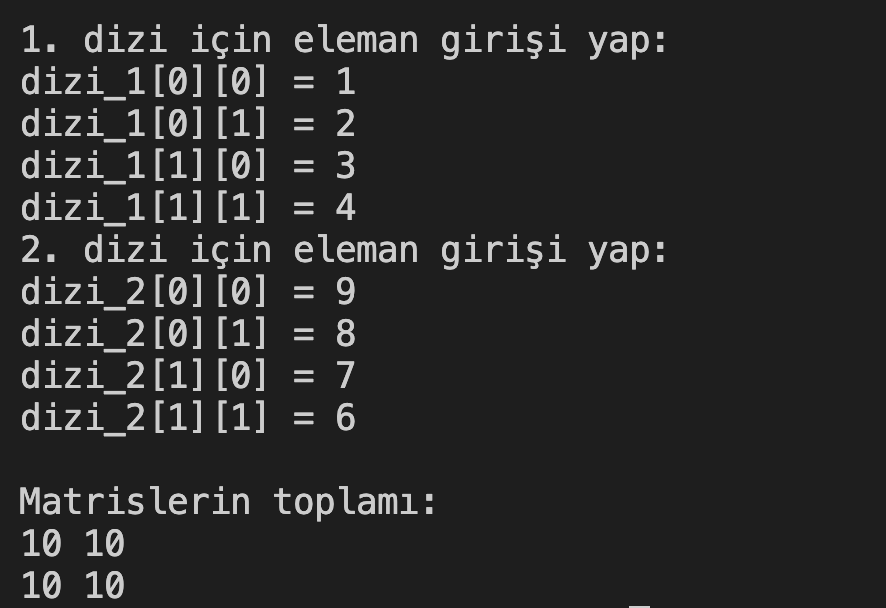 1. dizi için eleman girişi yap:
dizi_1[0][0] = 1
dizi_1[0][1] = 2
dizi_1[1][0] = 3
dizi_1[1][1] = 4
2. dizi için eleman girişi yap:
dizi_2[0][0] = 9
dizi_2[0][1] = 8
dizi_2[1][0] = 7
dizi_2[1][1] = 6
Matrislerin toplamı:
10 10
10 10